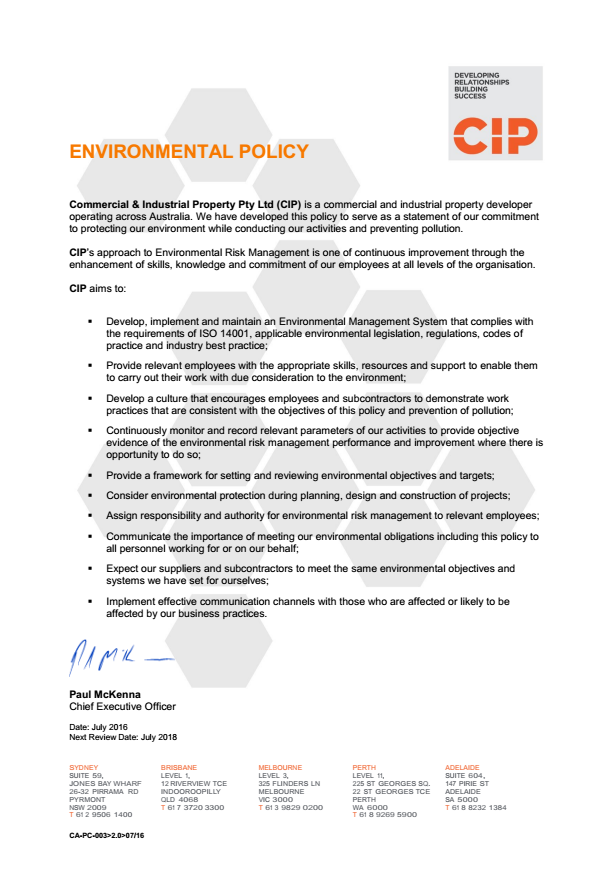 DEVELOPING
RELATIONSHIPS
BUILDING
SUCCESS
CIP
ENVIRONMENTAL POLICY
Commercial & Industrial Property Pty Ltd (CIP) is a commercial and industrial property developer
operating across Australia. We have developed this policy to serve as a statement of our commitment
to protecting our environment while conducting our activities and preventing pollution.
CIP's approach to Environmental Risk Management is one of continuous improvement through the
enhancement of skills, knowledge and commitment of our employees at all levels of the organisation.
CIP aims to:
▪ Develop, implement and maintain an Environmental Management System that complies with
the requirements of ISO 14001, applicable environmental legislation, regulations, codes of
practice and industry best practice;
▪ Provide relevant employees with the appropriate skills, resources and support to enable them
to carry out their work with due consideration to the environment;
▪ Develop a culture that encourages employees and subcontractors to demonstrate work
practices that are consistent with the objectives of this policy and prevention of pollution;
▪ Continuously monitor and record relevant parameters of our activities to provide objective
evidence of the environmental risk management performance and improvement where there is
opportunity to do so;
▪ Provide a framework for setting and reviewing environmental objectives and targets;
▪ Consider environmental protection during planning, design and construction of projects;
▪ Assign responsibility and authority for environmental risk management to relevant employees;
▪ Communicate the importance of meeting our environmental obligations including this policy to
all personnel working for or on our behalf;
▪ Expect our suppliers and subcontractors to meet the same environmental objectives and
systems we have set for ourselves;
▪ Implement effective communication channels with those who are affected or likely to be
affected by our business practices.
Paul McKenna
Chief Executive Officer
Date: July 2016
Next Review Date: July 2018
SYDNEY
SUITE 59,
JONES BAY WHARF
26-32 PIRRAMA RD
PYRMONT
NSW 2009
T 61 2 9506 1400
BRISBANE
LEVEL 1,
12 RIVERVIEW TCE
INDOOROOPILLY
QLD 4068
T 61 7 3720 3300
MELBOURNE
LEVEL 3,
325 FLINDERS LN
MELBOURNE
VIC 3000
T 61 3 9829 0200
PERTH
LEVEL 11,
225 ST GEORGES SQ.
22 ST GEORGES TCE
PERTH
WA 6000
T 61 8 9269 5900
ADELAIDE
SUITE 604,
147 PIRIE ST
ADELAIDE
SA 5000
T 61 8 8232 1384
CA-PC-003>2.0>07/16